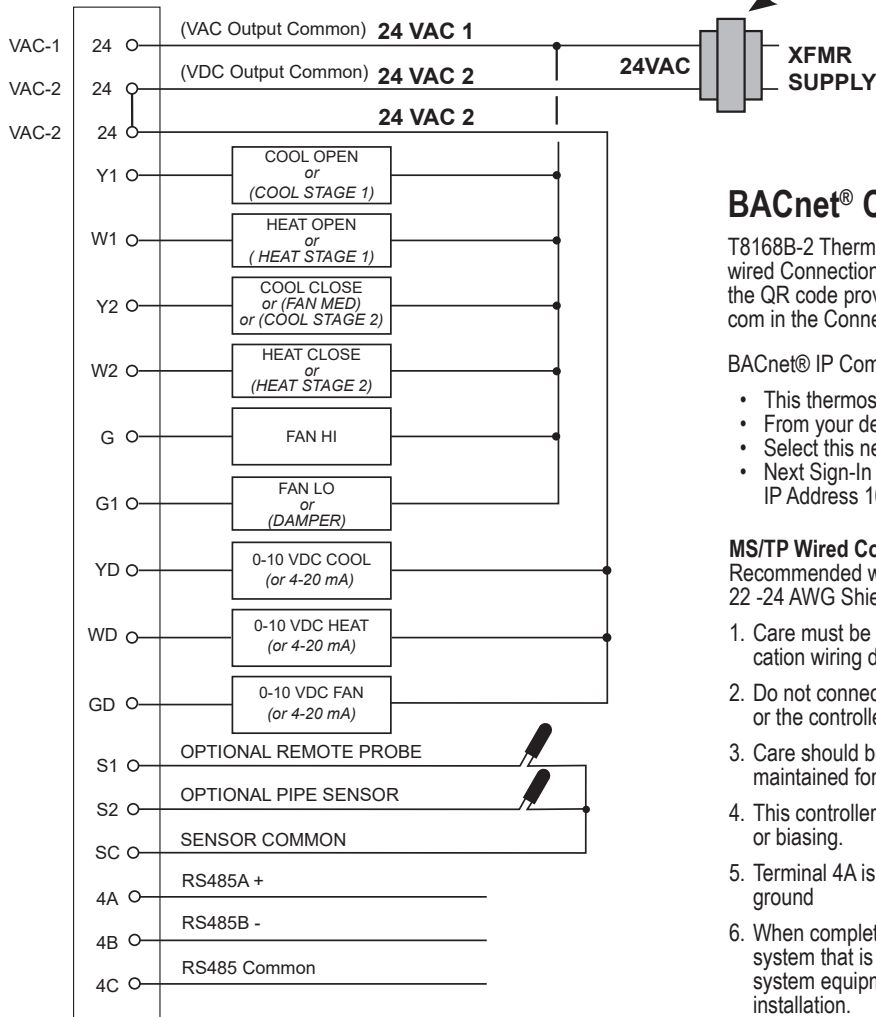 VAC-1 24 (VAC Output Common) 24 VAC 1
VAC-2 24 (VDC Output Common) 24 VAC 2
VAC-2 24 24 VAC 2
24VAC
XFMR
SUPPLY
Y1
COOL OPEN
or
(COOL STAGE 1)
W1
HEAT OPEN
or
( HEAT STAGE 1)
Y2
COOL CLOSE
or (FAN MED)
or (COOL STAGE 2)
W2
HEAT CLOSE
or
(HEAT STAGE 2)
G FAN HI
G1
FAN LO
or
(DAMPER)
YD
0-10 VDC COOL
(or 4-20 mA)
WD
0-10 VDC HEAT
(or 4-20 mA)
GD
0-10 VDC FAN
(or 4-20 mA)
S1 OPTIONAL REMOTE PROBE
S2 OPTIONAL PIPE SENSOR
SC SENSOR COMMON
4A RS485A +
4B RS485B -
4C RS485 Common
BACnet® C
T8168B-2 Therm
wired Connection
the QR code prov
com in the Conne
BACnet® IP Com
• This thermos
• From your de
• Select this ne
• Next Sign-In
IP Address 1
MS/TP Wired Co
Recommended w
22 -24 AWG Shie
1. Care must be
cation wiring d
2. Do not connec
or the controlle
3. Care should b
maintained for
4. This controller
or biasing.
5. Terminal 4A is
ground
6. When complet
system that is
system equipm
installation.